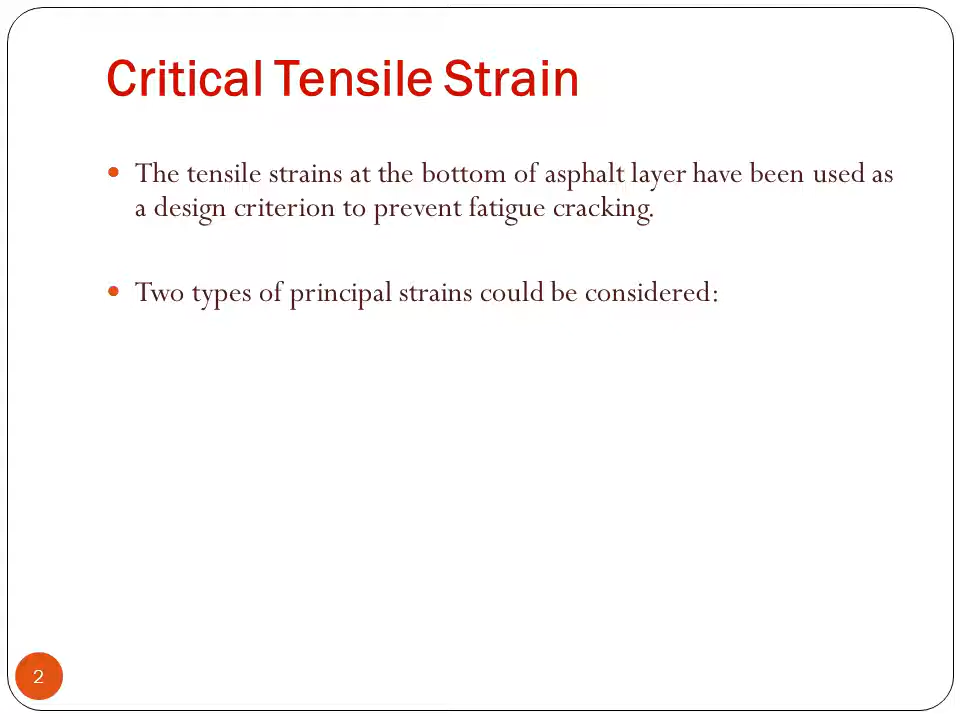 Critical Tensile Strain
The tensile strains at the bottom of asphalt layer have been used as
a design criterion to prevent fatigue cracking.
Two types of principal strains could be considered:
2